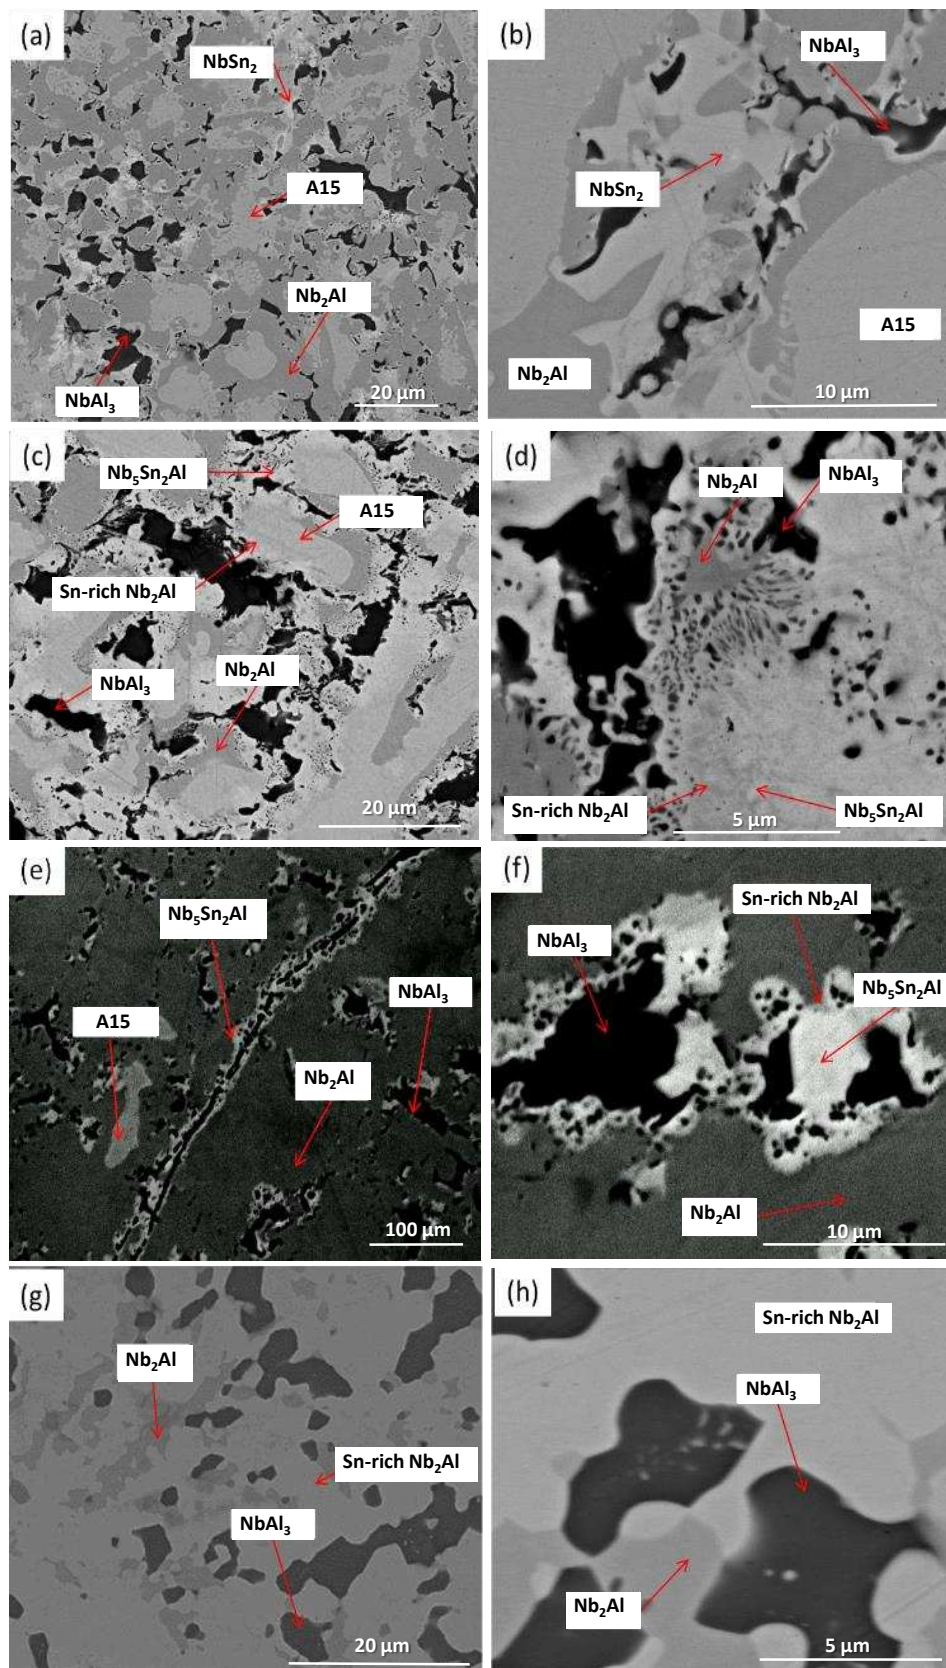 (a)
NbSn₂
A15
Nb₂Al
NbAl₃
20 µm
(b)
NbAl₃
NbSn₂
A15
Nb₂Al
10 µm
(c)
Nb₅Sn₂Al
A15
Sn-rich Nb₂Al
Nb₂Al
NbAl₃
20 µm
(d)
Nb₂Al
NbAl₃
Sn-rich Nb₂Al
Nb₅Sn₂Al
5 µm
(e)
Nb₅Sn₂Al
NbAl₃
A15
Nb₂Al
100 µm
(f)
Sn-rich Nb₂Al
NbAl₃
Nb₅Sn₂Al
Nb₂Al
10 µm
(g)
Nb₂Al
Sn-rich Nb₂Al
NbAl₃
20 µm
(h)
Sn-rich Nb₂Al
NbAl₃
Nb₂Al
5 µm